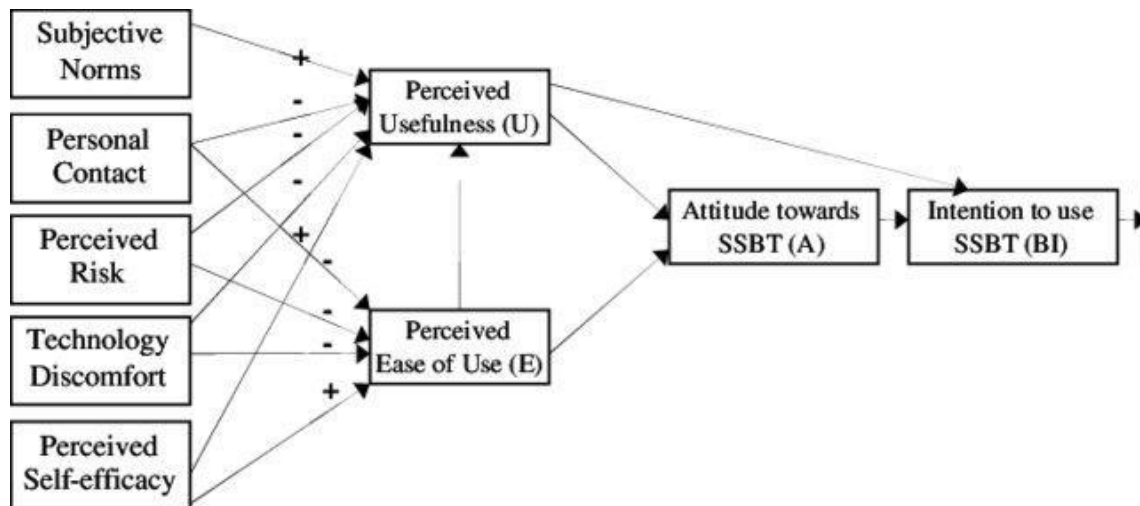 Subjective
Norms
Personal
Contact
Perceived
Risk
Technology
Discomfort
Perceived
Self-efficacy
+
-
-
-
+
-
-
-
+
Perceived
Usefulness (U)
Perceived
Ease of Use (E)
Attitude towards
SSBT (A)
Intention to use
SSBT (BI)